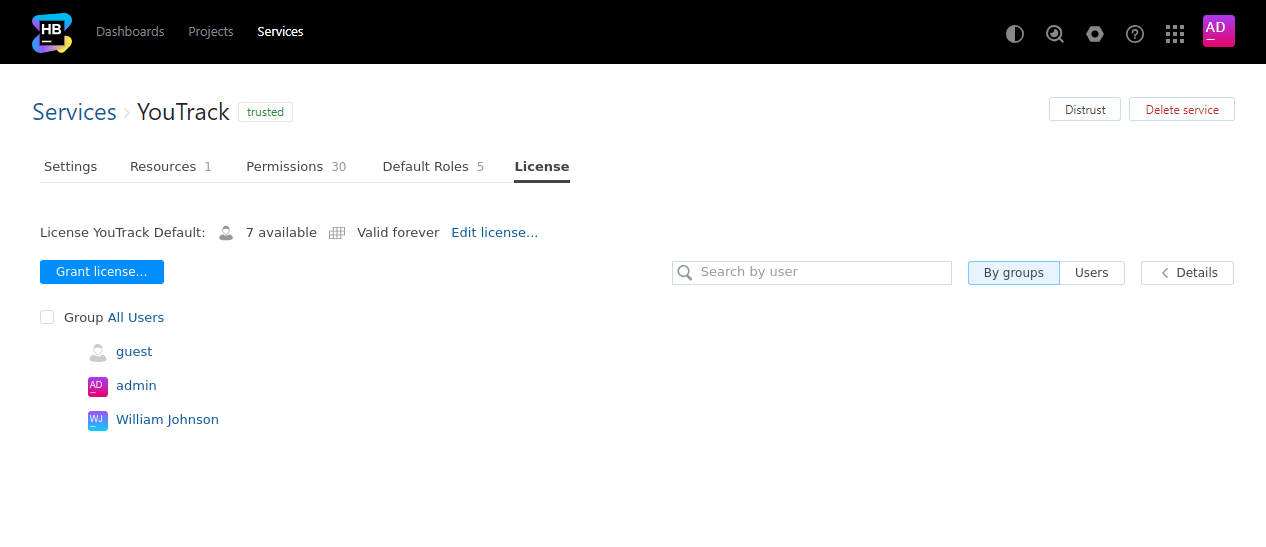 HB Dashboards Projects Services AD
Services › YouTrack trusted Distrust Delete service
Settings Resources 1 Permissions 30 Default Roles 5 License
License YouTrack Default: 7 available Valid forever Edit license...
Grant license... Search by user By groups Users Details
Group All Users
guest
AD admin
WJ William Johnson